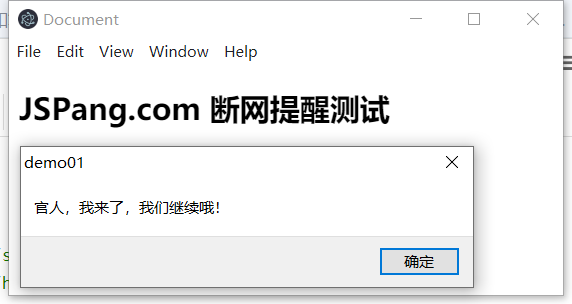 Document
File Edit View Window Help
JSPang.com 断网提醒测试
demo01
官人，我来了，我们继续哦！
确定